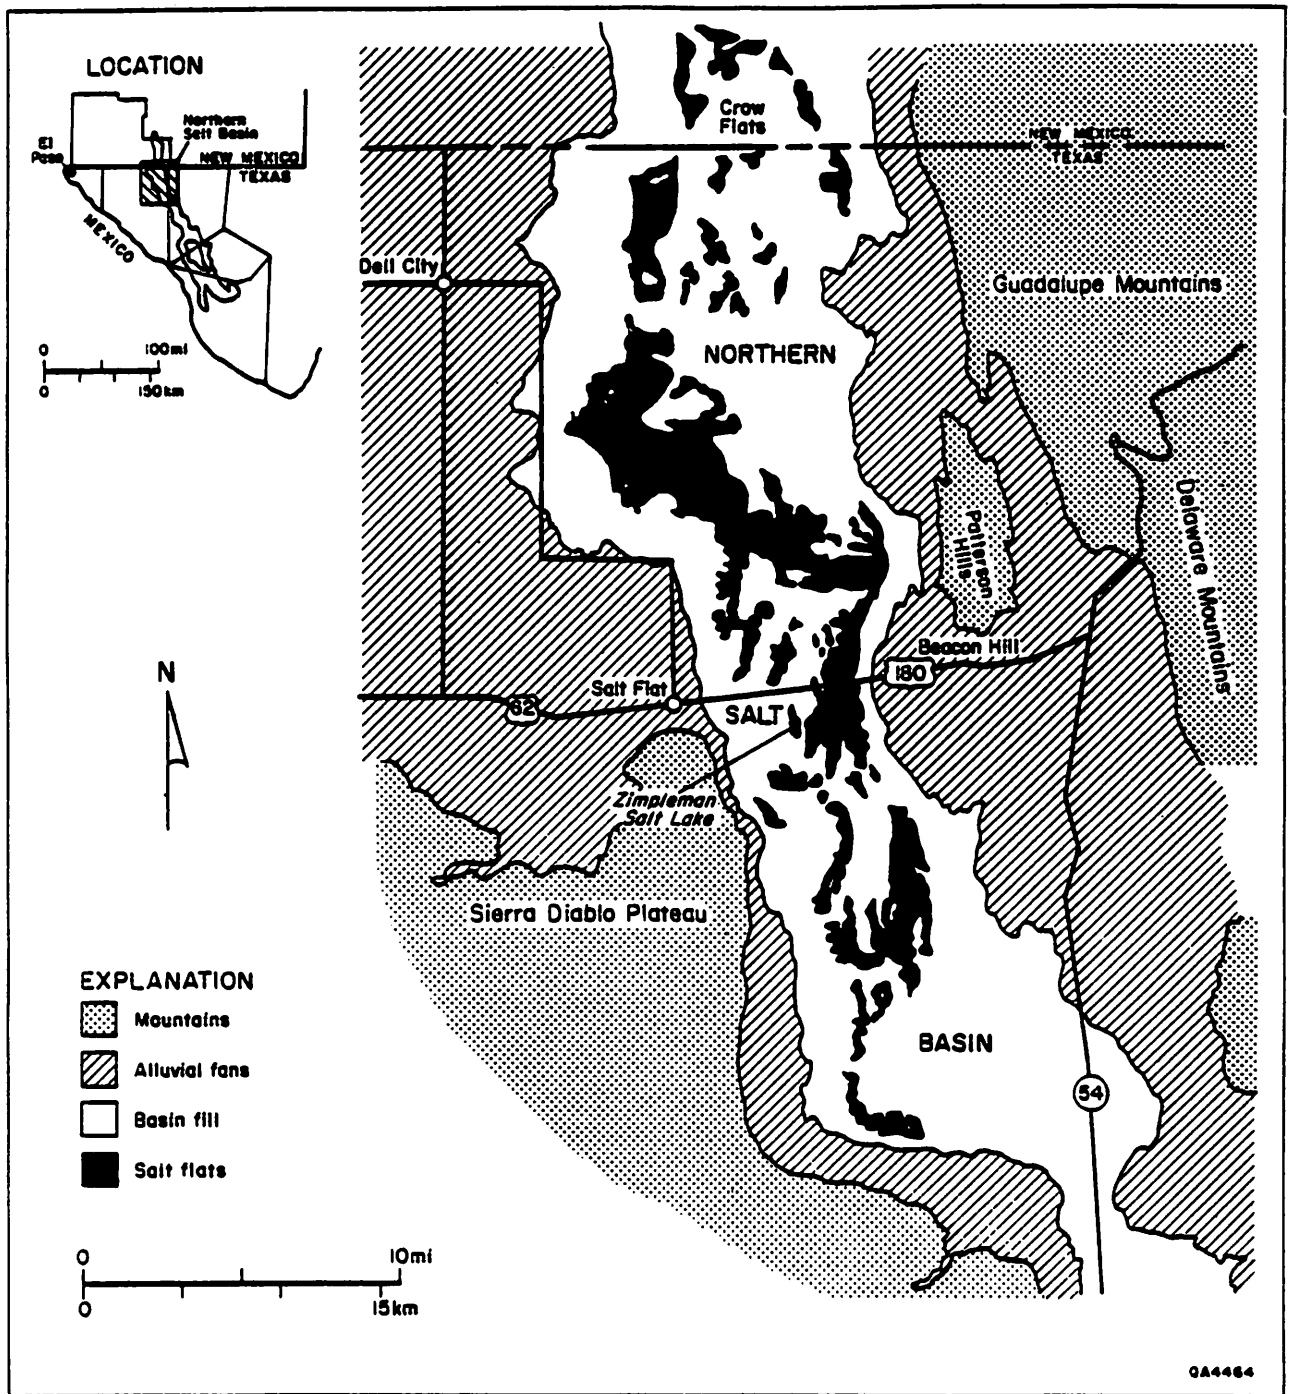 LOCATION
Northern
Salt Basin
El
Paso
NEW MEXICO
TEXAS
MEXICO
0 100mi
0 150km
Crow
Flats
NEW MEXICO
TEXAS
Dell City
Guadalupe Mountains
NORTHERN
Patterson
Hills
Delaware Mountains
Beacon Hill
180
N
Salt Flat
62
SALT
Zimpleman
Salt Lake
Sierra Diablo Plateau
BASIN
54
EXPLANATION
Mountains
Alluvial fans
Basin fill
Salt flats
0 10mi
0 15km
QA4464